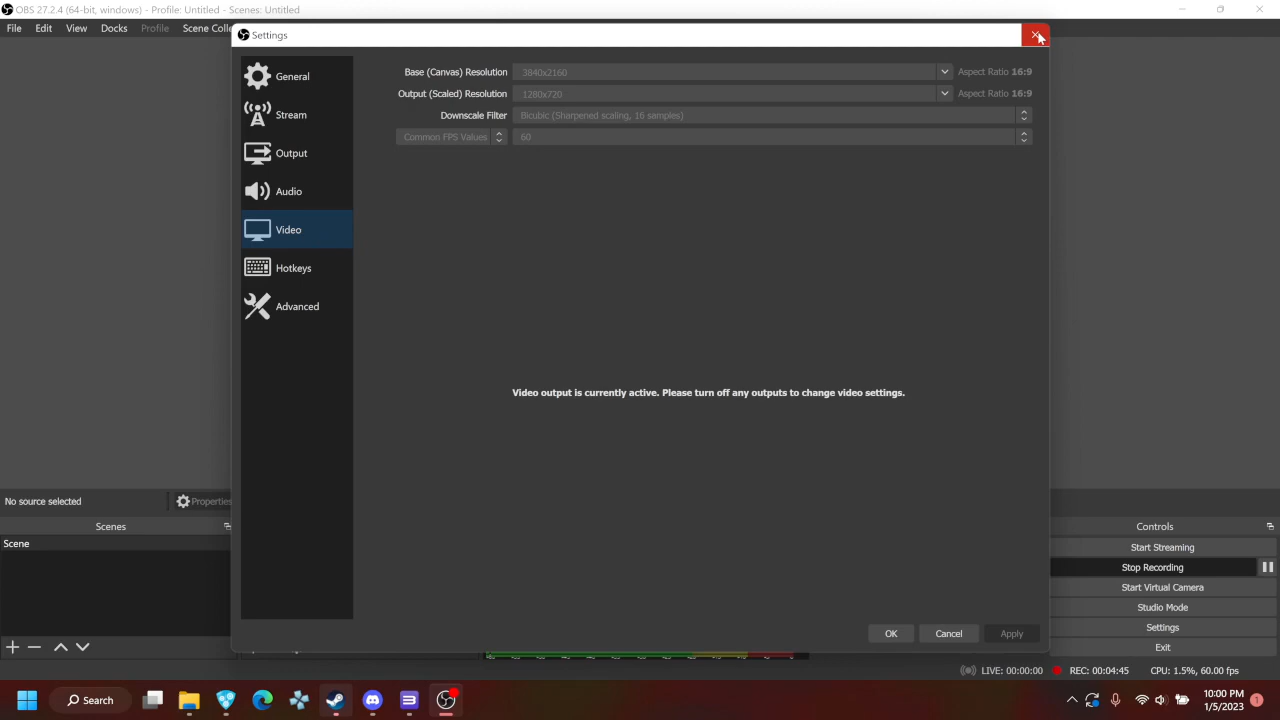 OBS 27.2.4 (64-bit, windows) - Profile: Untitled - Scenes: Untitled
File Edit View Docks Profile Scene Colle
Settings
General
Stream
Output
Audio
Video
Hotkeys
Advanced
Base (Canvas) Resolution 3840x2160 Aspect Ratio 16:9
Output (Scaled) Resolution 1280x720 Aspect Ratio 16:9
Downscale Filter Bicubic (Sharpened scaling, 16 samples)
Common FPS Values 60
Video output is currently active. Please turn off any outputs to change video settings.
OK Cancel Apply
No source selected Properties
Scenes
Scene
Controls
Start Streaming
Stop Recording
Start Virtual Camera
Studio Mode
Settings
Exit
LIVE: 00:00:00 REC: 00:04:45 CPU: 1.5%, 60.00 fps
Search
10:00 PM
1/5/2023
1